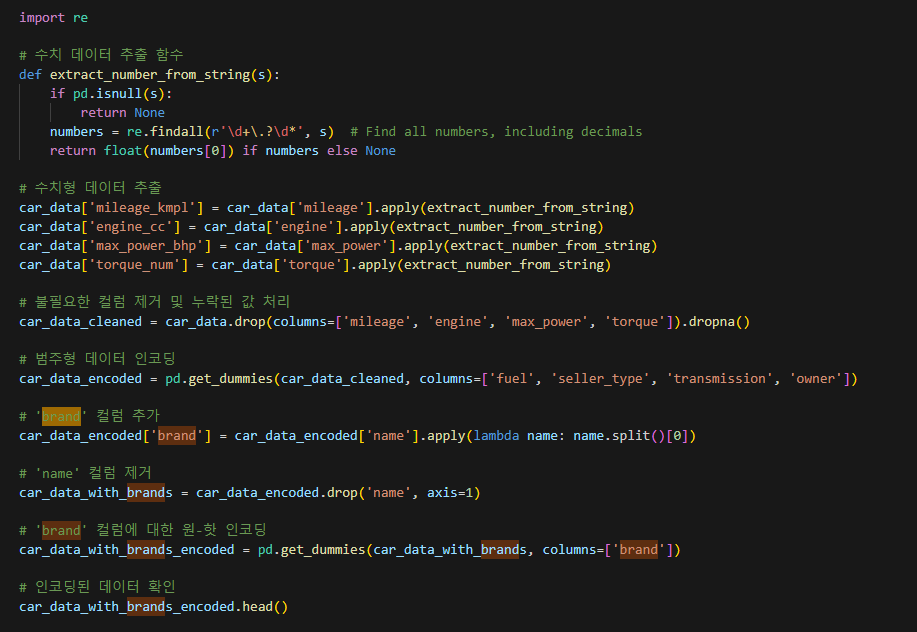 import re
# 수치 데이터 추출 함수
def extract_number_from_string(s):
    if pd.isnull(s):
        return None
    numbers = re.findall(r'\d+\.?\d*', s)  # Find all numbers, including decimals
    return float(numbers[0]) if numbers else None
# 수치형 데이터 추출
car_data['mileage_kmpl'] = car_data['mileage'].apply(extract_number_from_string)
car_data['engine_cc'] = car_data['engine'].apply(extract_number_from_string)
car_data['max_power_bhp'] = car_data['max_power'].apply(extract_number_from_string)
car_data['torque_num'] = car_data['torque'].apply(extract_number_from_string)
# 불필요한 컬럼 제거 및 누락된 값 처리
car_data_cleaned = car_data.drop(columns=['mileage', 'engine', 'max_power', 'torque']).dropna()
# 범주형 데이터 인코딩
car_data_encoded = pd.get_dummies(car_data_cleaned, columns=['fuel', 'seller_type', 'transmission', 'owner'])
# 'brand' 컬럼 추가
car_data_encoded['brand'] = car_data_encoded['name'].apply(lambda name: name.split()[0])
# 'name' 컬럼 제거
car_data_with_brands = car_data_encoded.drop('name', axis=1)
# 'brand' 컬럼에 대한 원-핫 인코딩
car_data_with_brands_encoded = pd.get_dummies(car_data_with_brands, columns=['brand'])
# 인코딩된 데이터 확인
car_data_with_brands_encoded.head()